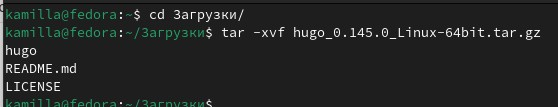 kamilla@fedora:~$ cd Загрузки/
kamilla@fedora:~/Загрузки$ tar -xvf hugo_0.145.0_Linux-64bit.tar.gz
hugo
README.md
LICENSE
kamilla@fedora:~/Загрузки$